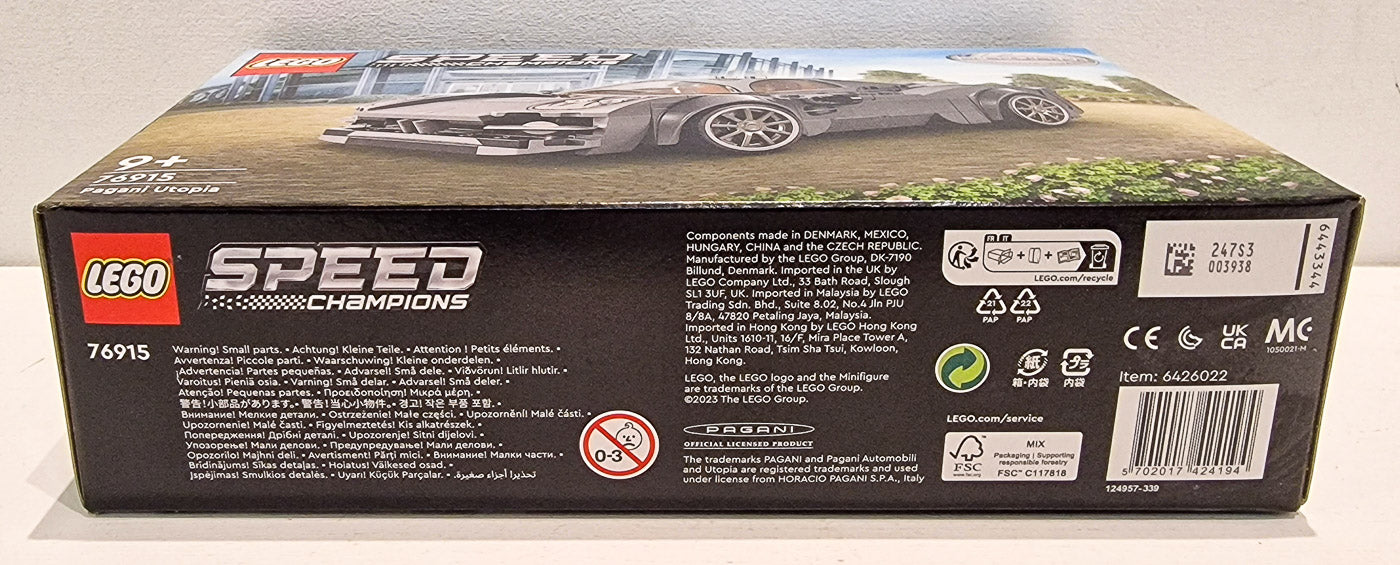 LEGO
SPEED
CHAMPIONS
9+
76915
Pagani Utopia
LEGO
SPEED
CHAMPIONS
76915
Warning! Small parts. • Achtung! Kleine Teile. • Attention ! Petits éléments. •
Avvertenza! Piccole parti. • Waarschuwing! Kleine onderdelen. •
¡Advertencia! Partes pequeñas. • Advarsel! Små dele. • Viðvörun! Litlir hlutir. •
Varoitus! Pieniä osia. • Varning! Små delar. • Advarsel! Små deler. •
Atenção! Pequenas partes. • Προειδοποίηση! Μικρά μέρη. •
警告!小部品があります。• 警告!当心小物件。• 경고! 작은 부품 포함. •
Внимание! Мелкие детали. • Ostrzeżenie! Małe części. • Upozornění! Malé části. •
Upozornenie! Malé časti. • Figyelmeztetés! Kis alkatrészek. •
Попередження! Дрібні деталі. • Upozorenje! Sitni dijelovi. •
Упозорење! Мали делови. • Предупредување! Мали делови. •
Opozorilo! Majhni deli. • Avertisment! Părți mici. • Внимание! Малки части. •
Brīdinājums! Sīkas detaļas. • Hoiatus! Väikesed osad. •
Įspėjimas! Smulkios detalės. • Uyarı! Küçük Parçalar. • تحذير! أجزاء صغيرة.
0-3
Components made in DENMARK, MEXICO,
HUNGARY, CHINA and the CZECH REPUBLIC.
Manufactured by the LEGO Group, DK-7190
Billund, Denmark. Imported in the UK by
LEGO Company Ltd., 33 Bath Road, Slough
SL1 3UF, UK. Imported in Malaysia by LEGO
Trading Sdn. Bhd., Suite 8.02, No.4 Jln PJU
8/8A, 47820 Petaling Jaya, Malaysia.
Imported in Hong Kong by LEGO Hong Kong
Ltd., Units 1610-11, 16/F, Mira Place Tower A,
132 Nathan Road, Tsim Sha Tsui, Kowloon,
Hong Kong.
LEGO, the LEGO logo and the Minifigure
are trademarks of the LEGO Group.
©2023 The LEGO Group.
PAGANI
OFFICIAL LICENSED PRODUCT
The trademarks PAGANI and Pagani Automobili
and Utopia are registered trademarks and used
under license from HORACIO PAGANI S.P.A., Italy
FR IT
LEGO.com/recycle
21 22
PAP PAP
紙 プラ
箱・内袋 内袋
LEGO.com/service
FSC
www.fsc.org
MIX
Packaging | Supporting
responsible forestry
FSC™ C117818
247S3
003938
6443344
CE
UK
CA
MC
1050021-M
Item: 6426022
5 702017 424194
124957-339